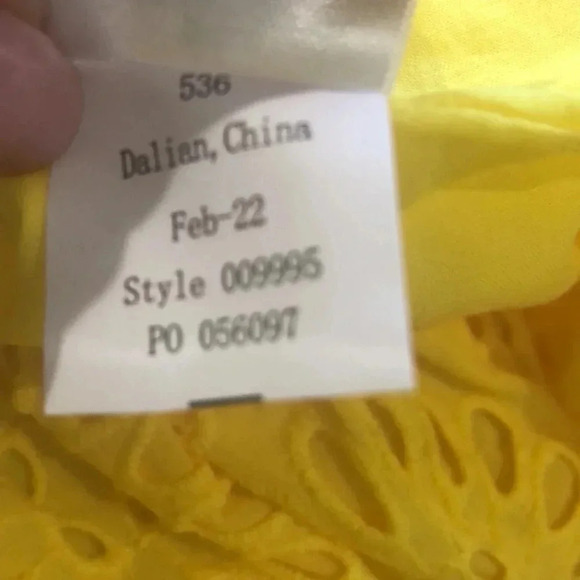 536
Dalian, China
Feb-22
Style 009995
PO 056097